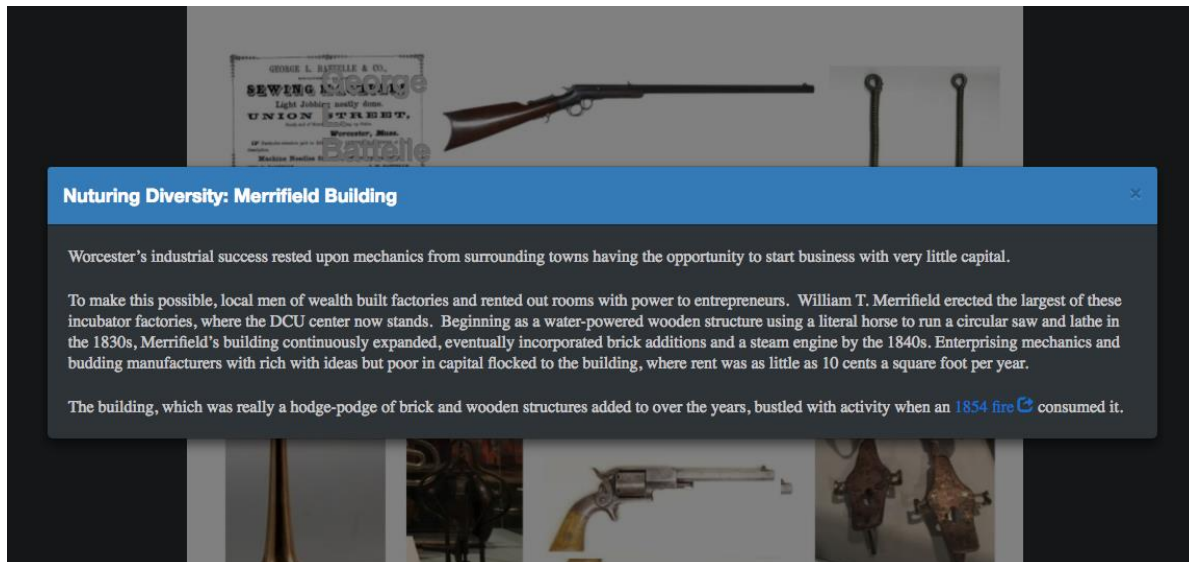 GEORGE L. BATTELLE & CO.,
SEWING
Light Jobbing neatly done.
UNION STREET,
Worcester, Mass.
Machine Needles
George
L
Battelle
Nuturing Diversity: Merrifield Building
×
Worcester’s industrial success rested upon mechanics from surrounding towns having the opportunity to start business with very little capital.
To make this possible, local men of wealth built factories and rented out rooms with power to entrepreneurs. William T. Merrifield erected the largest of these
incubator factories, where the DCU center now stands. Beginning as a water-powered wooden structure using a literal horse to run a circular saw and lathe in
the 1830s, Merrifield’s building continuously expanded, eventually incorporated brick additions and a steam engine by the 1840s. Enterprising mechanics and
budding manufacturers with rich with ideas but poor in capital flocked to the building, where rent was as little as 10 cents a square foot per year.
The building, which was really a hodge-podge of brick and wooden structures added to over the years, bustled with activity when an 1854 fire consumed it.